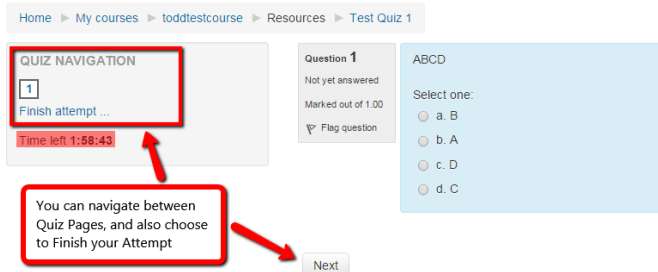 Home ► My courses ► toddtestcourse ► Resources ► Test Quiz 1
QUIZ NAVIGATION
1
Finish attempt ...
Time left 1:58:43
Question 1
Not yet answered
Marked out of 1.00
Flag question
ABCD
Select one:
a. B
b. A
c. D
d. C
You can navigate between
Quiz Pages, and also choose
to Finish your Attempt
Next